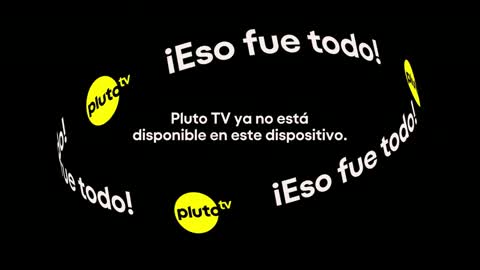 ¡Eso fue todo!
pluto tv
Pluto TV ya no está
disponible en este dispositivo.
fue todo!
¡Eso fue todo!
pluto tv